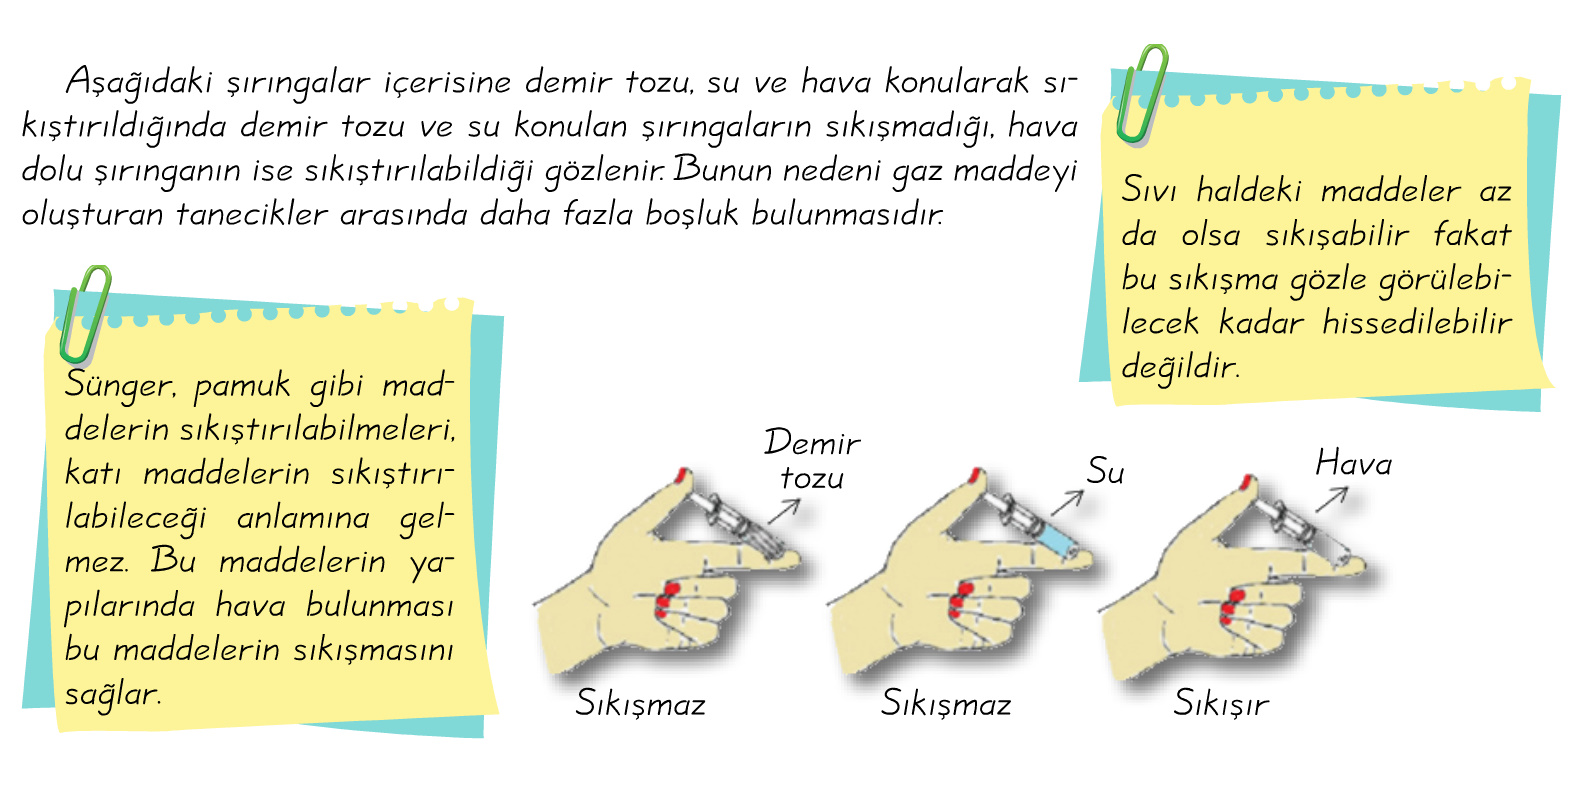 Aşağıdaki şırıngalar içerisine demir tozu, su ve hava konularak sı-
kıştırıldığında demir tozu ve su konulan şırıngaların sıkışmadığı, hava
dolu şırınganın ise sıkıştırılabildiği gözlenir. Bunun nedeni gaz maddeyi
oluşturan tanecikler arasında daha fazla boşluk bulunmasıdır.
Sıvı haldeki maddeler az
da olsa sıkışabilir fakat
bu sıkışma gözle görülebi-
lecek kadar hissedilebilir
değildir.
Sünger, pamuk gibi mad-
delerin sıkıştırılabilmeleri,
katı maddelerin sıkıştırı-
labileceği anlamına gel-
mez. Bu maddelerin ya-
pılarında hava bulunması
bu maddelerin sıkışmasını
sağlar.
Demir
tozu
Su
Hava
Sıkışmaz
Sıkışmaz
Sıkışır